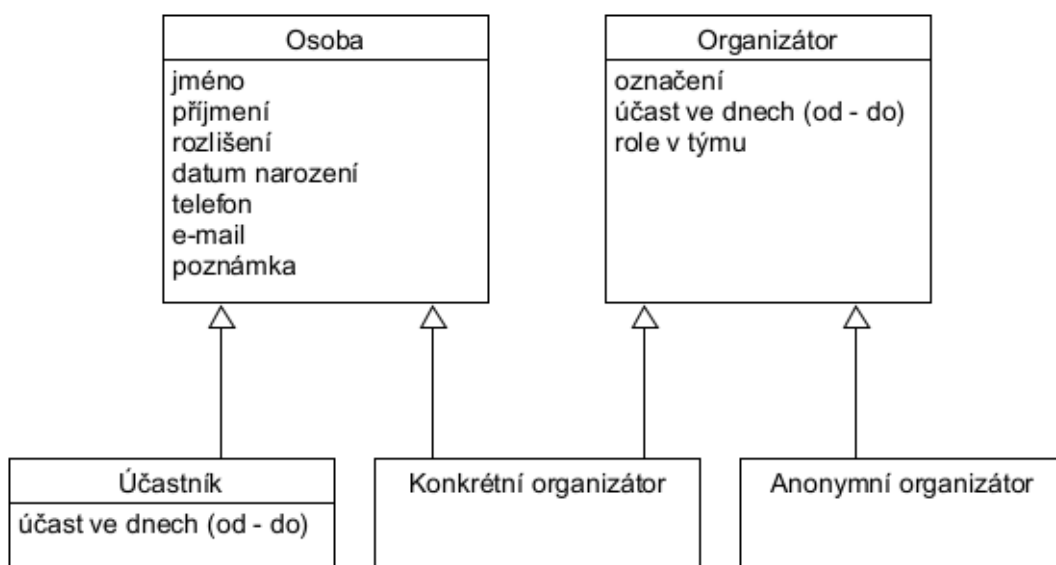 Osoba
jméno
příjmení
rozlišení
datum narození
telefon
e-mail
poznámka
Organizátor
označení
účast ve dnech (od - do)
role v týmu
Účastník
účast ve dnech (od - do)
Konkrétní organizátor
Anonymní organizátor